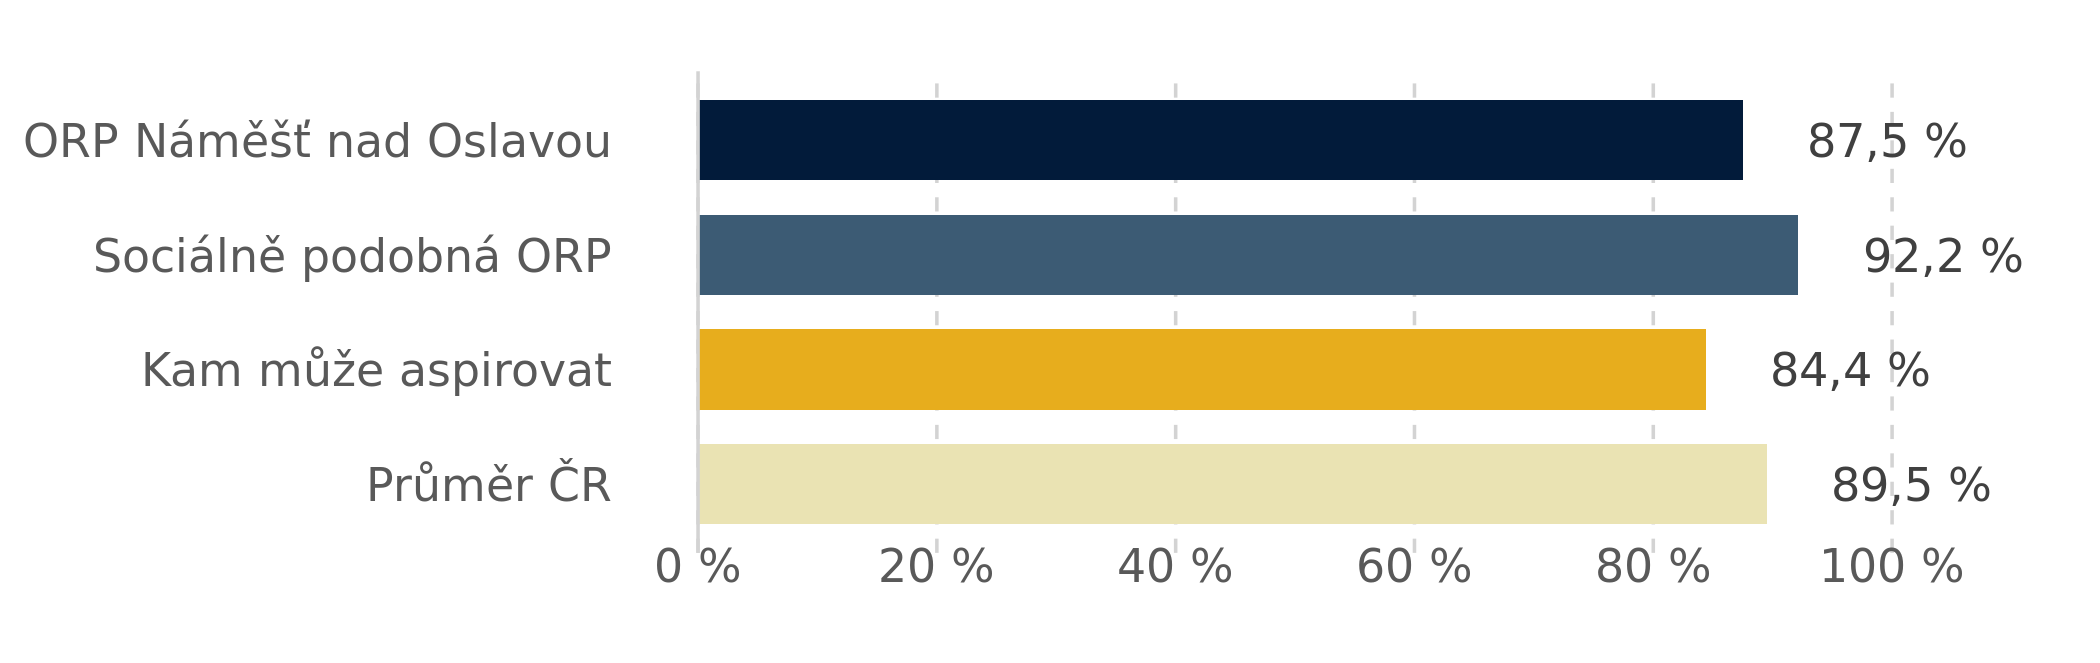 ORP Náměšť nad Oslavou 87,5 %
Sociálně podobná ORP 92,2 %
Kam může aspirovat 84,4 %
Průměr ČR 89,5 %
0 % 20 % 40 % 60 % 80 % 100 %